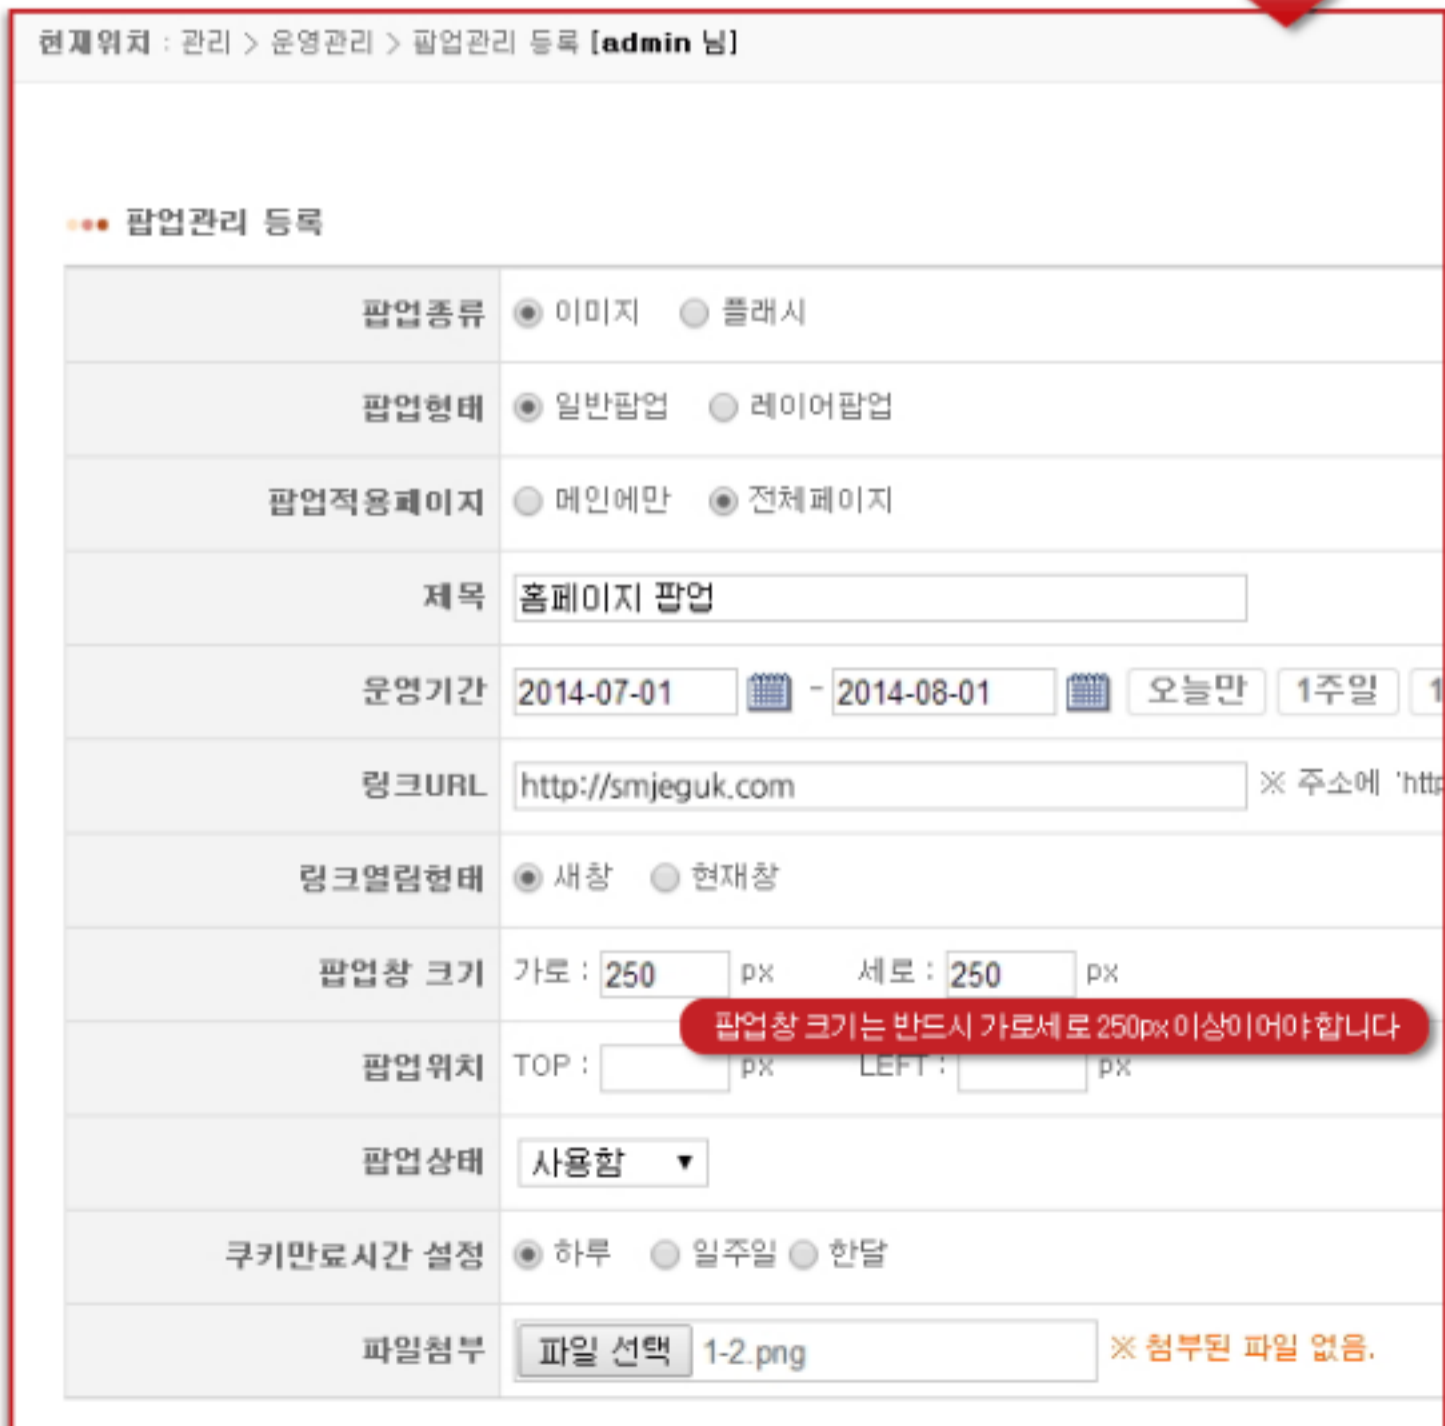 현재위치 : 관리 > 운영관리 > 팝업관리 등록 [admin 님]
팝업관리 등록
팝업종류 이미지 플래시
팝업형태 일반팝업 레이어팝업
팝업적용페이지 메인에만 전체페이지
제목 홈페이지 팝업
운영기간 2014-07-01 - 2014-08-01 오늘만 1주일 1
링크URL http://smjeguk.com ※ 주소에 'http
링크열림형태 새창 현재창
팝업창 크기 가로 : 250 px 세로 : 250 px
팝업창 크기는 반드시 가로세로 250px 이상이어야 합니다
팝업위치 TOP : px LEFT : px
팝업상태 사용함 ▼
쿠키만료시간 설정 하루 일주일 한달
파일첨부 파일 선택 1-2.png ※ 첨부된 파일 없음.